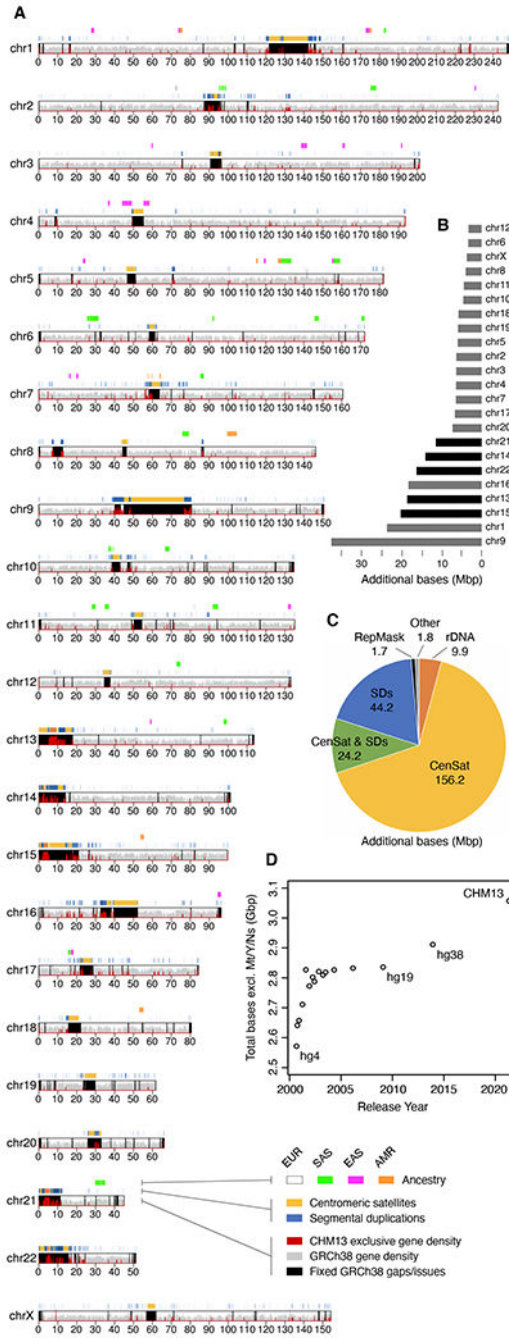 A
chr1
0 10 20 30 40 50 60 70 80 90 100 110 120 130 140 150 160 170 180 190 200 210 220 230 240
chr2
0 10 20 30 40 50 60 70 80 90 100 110 120 130 140 150 160 170 180 190 200 210 220 230 240
chr3
0 10 20 30 40 50 60 70 80 90 100 110 120 130 140 150 160 170 180 190 200
chr4
0 10 20 30 40 50 60 70 80 90 100 110 120 130 140 150 160 170 180 190
chr5
0 10 20 30 40 50 60 70 80 90 100 110 120 130 140 150 160 170 180
chr6
0 10 20 30 40 50 60 70 80 90 100 110 120 130 140 150 160 170
chr7
0 10 20 30 40 50 60 70 80 90 100 110 120 130 140 150 160
chr8
0 10 20 30 40 50 60 70 80 90 100 110 120 130 140
chr9
0 10 20 30 40 50 60 70 80 90 100 110 120 130 140 150
chr10
0 10 20 30 40 50 60 70 80 90 100 110 120 130
chr11
0 10 20 30 40 50 60 70 80 90 100 110 120 130
chr12
0 10 20 30 40 50 60 70 80 90 100 110 120 130
chr13
0 10 20 30 40 50 60 70 80 90 100 110
chr14
0 10 20 30 40 50 60 70 80 90 100
chr15
0 10 20 30 40 50 60 70 80 90
chr16
0 10 20 30 40 50 60 70 80 90
chr17
0 10 20 30 40 50 60 70 80
chr18
0 10 20 30 40 50 60 70 80
chr19
0 10 20 30 40 50 60
chr20
0 10 20 30 40 50 60
chr21
0 10 20 30 40
chr22
0 10 20 30 40 50
chrX
0 10 20 30 40 50 60 70 80 90 100 110 120 130 140 150
B
chr12
chr6
chrX
chr8
chr11
chr10
chr18
chr19
chr5
chr2
chr3
chr4
chr7
chr17
chr20
chr21
chr14
chr22
chr16
chr13
chr15
chr1
chr9
30 20 15 10 5 0
Additional bases (Mbp)
C
Other
1.8
RepMask
1.7
rDNA
9.9
SDs
44.2
CenSat & SDs
24.2
CenSat
156.2
Additional bases (Mbp)
D
Total bases excl. Mt/Y/Ns (Gbp)
3.1
3.0
2.9
2.8
2.7
2.6
2.5
CHM13
hg38
hg19
hg4
2000 2005 2010 2015 2020
Release Year
EUR SAS EAS AMR
Ancestry
Centromeric satellites
Segmental duplications
CHM13 exclusive gene density
GRCh38 gene density
Fixed GRCh38 gaps/issues